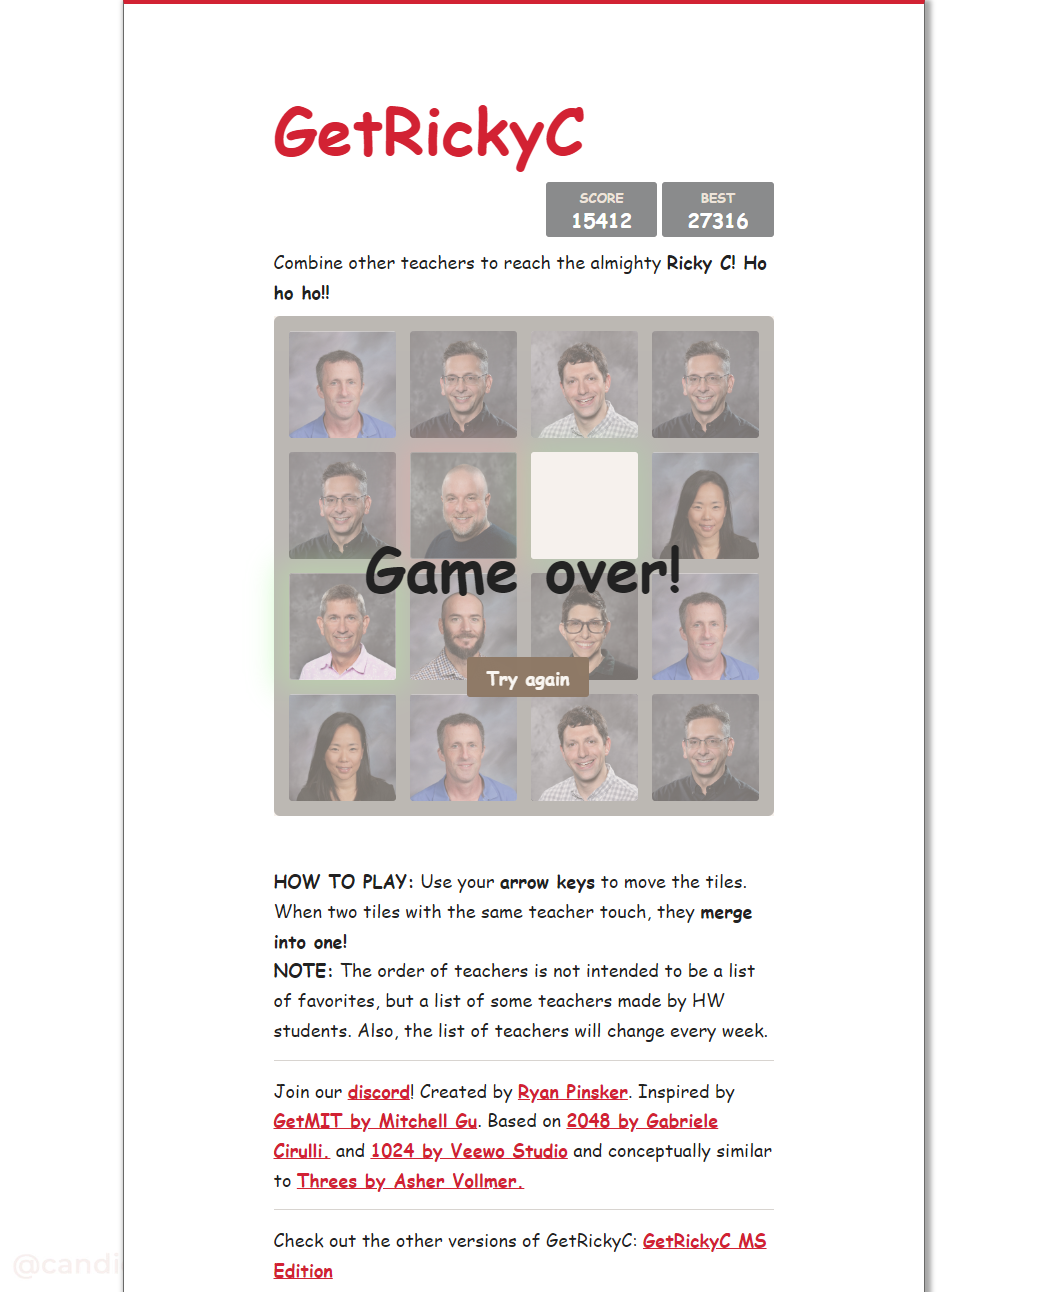 GetRickyC
SCORE
15412
BEST
27316
Combine other teachers to reach the almighty Ricky C! Ho
ho ho!!
Game over!
Try again
HOW TO PLAY: Use your arrow keys to move the tiles.
When two tiles with the same teacher touch, they merge
into one!
NOTE: The order of teachers is not intended to be a list
of favorites, but a list of some teachers made by HW
students. Also, the list of teachers will change every week.
Join our discord! Created by Ryan Pinsker. Inspired by
GetMIT by Mitchell Gu. Based on 2048 by Gabriele
Cirulli. and 1024 by Veewo Studio and conceptually similar
to Threes by Asher Vollmer.
Check out the other versions of GetRickyC: GetRickyC MS
Edition